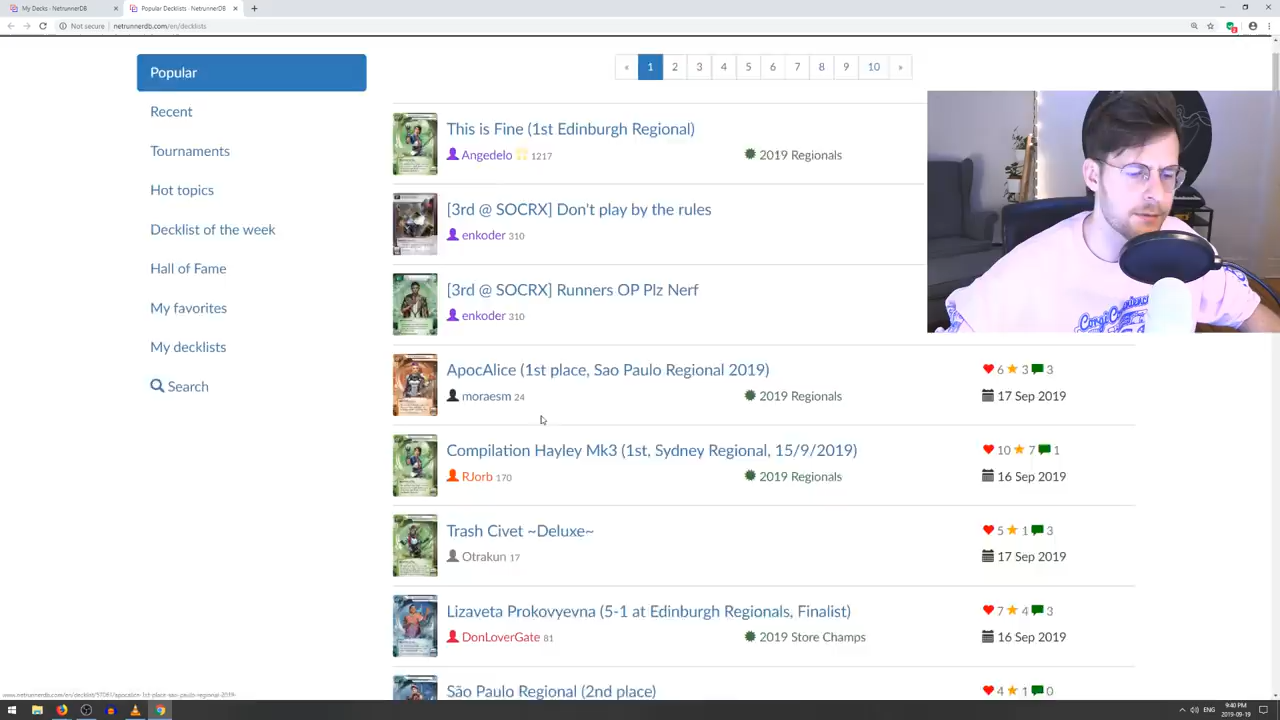 My Decks · NetrunnerDB
Popular Decklists · NetrunnerDB
Not secure
netrunnerdb.com/en/decklists
Popular
Recent
Tournaments
Hot topics
Decklist of the week
Hall of Fame
My favorites
My decklists
Search
« 1 2 3 4 5 6 7 8 9 10 »
This is Fine (1st Edinburgh Regional)
Angedelo 1217 2019 Regionals
[3rd @ SOCRX] Don't play by the rules
enkoder 310
[3rd @ SOCRX] Runners OP Plz Nerf
enkoder 310
ApocAlice (1st place, Sao Paulo Regional 2019) 6 3 3
moraesm 24 2019 Regionals 17 Sep 2019
Compilation Hayley Mk3 (1st, Sydney Regional, 15/9/2019) 10 7 1
RJorb 170 2019 Regionals 16 Sep 2019
Trash Civet ~Deluxe~ 5 1 3
Otrakun 17 17 Sep 2019
Lizaveta Prokovyevna (5-1 at Edinburgh Regionals, Finalist) 7 4 3
DonLoverGate 81 2019 Store Champs 16 Sep 2019
São Paulo Regional (2nd place) 4 1 0
ENG
9:40 PM
2019-09-19